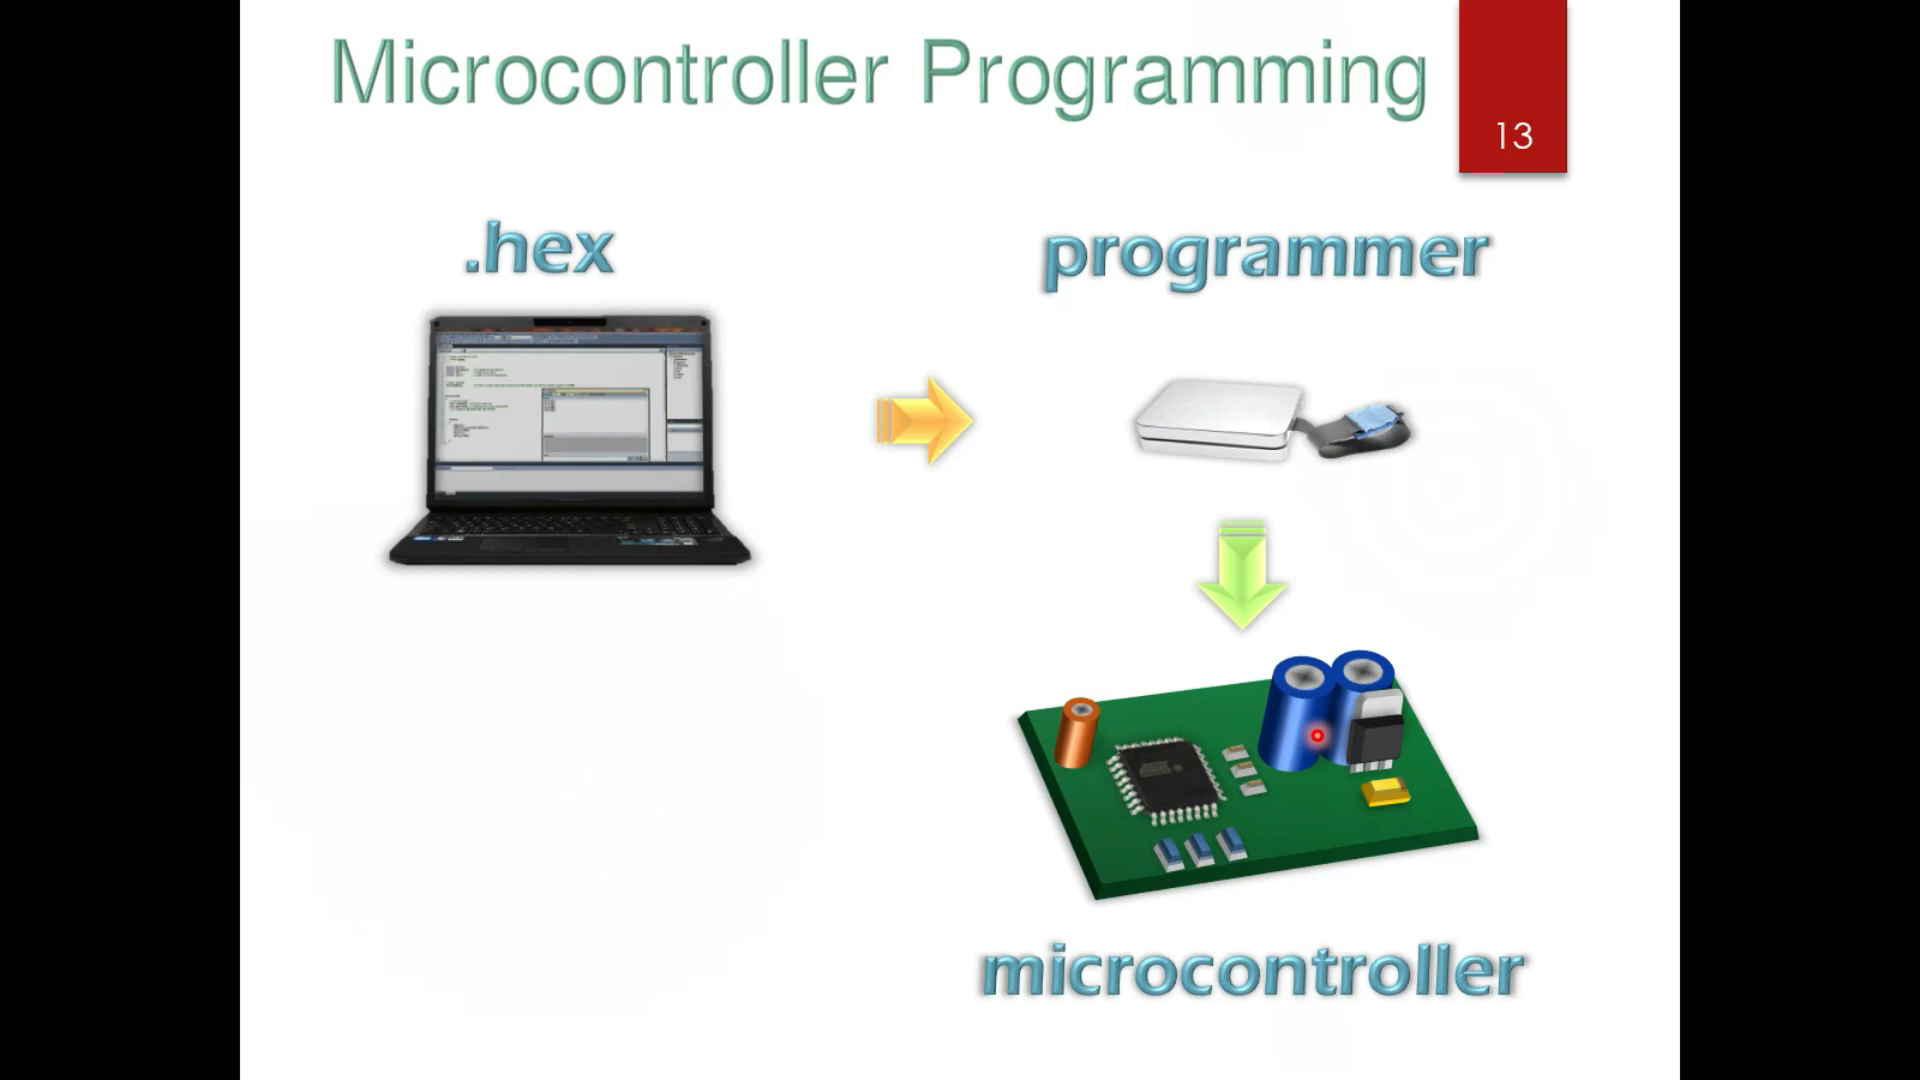 Microcontroller Programming
13
.hex
programmer
microcontroller